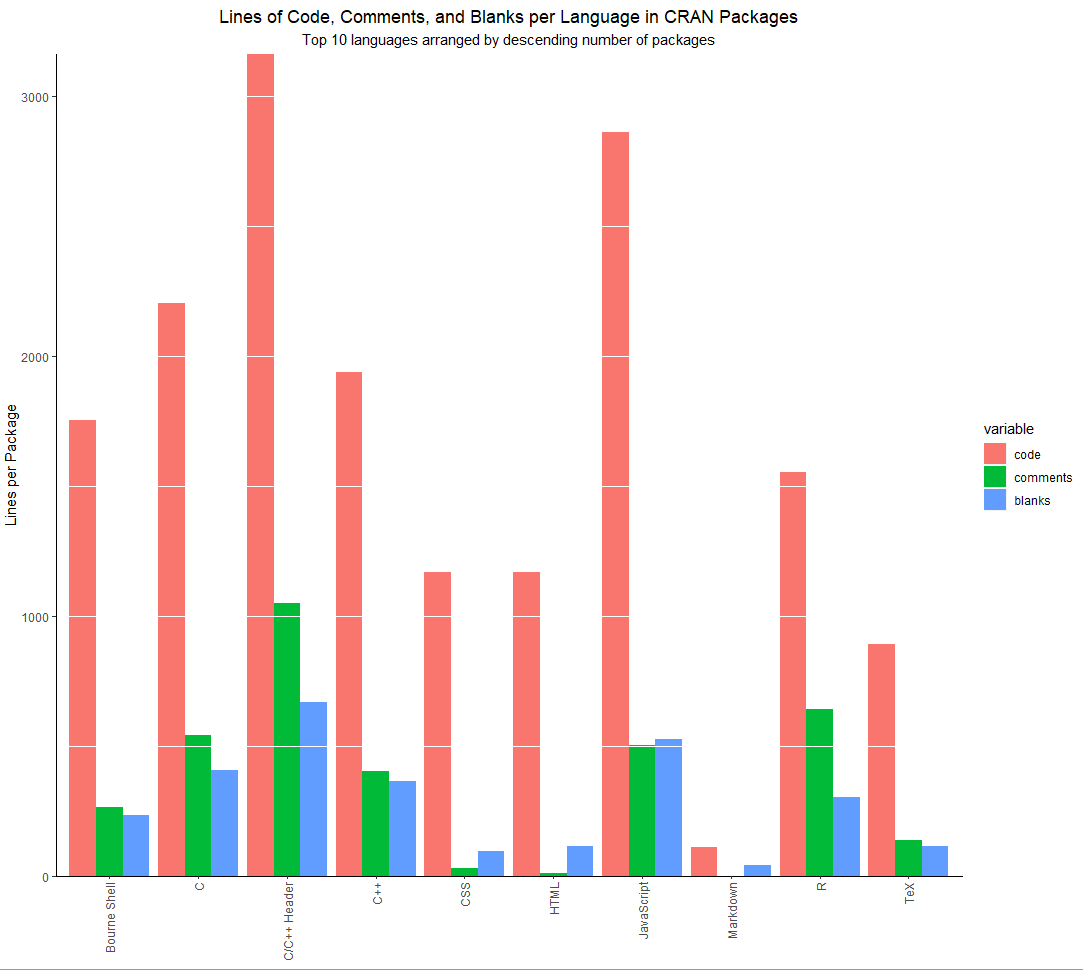 Lines of Code, Comments, and Blanks per Language in CRAN Packages
Top 10 languages arranged by descending number of packages
Lines per Package
3000
2000
1000
0
Bourne Shell
C
C/C++ Header
C++
CSS
HTML
JavaScript
Markdown
R
TeX
variable
code
comments
blanks